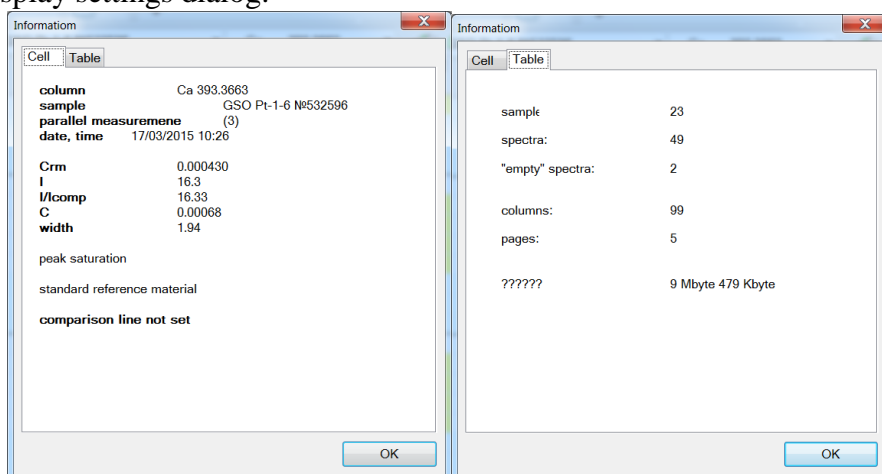 splay settings dialog.
Informatiom
Cell Table
column Ca 393.3663
sample GSO Pt-1-6 №532596
parallel measuremene (3)
date, time 17/03/2015 10:26
Crm 0.000430
I 16.3
I/Icomp 16.33
C 0.00068
width 1.94
peak saturation
standard reference material
comparison line not set
OK
Informatiom
Cell Table
sample 23
spectra: 49
"empty" spectra: 2
columns: 99
pages: 5
?????? 9 Mbyte 479 Kbyte
OK